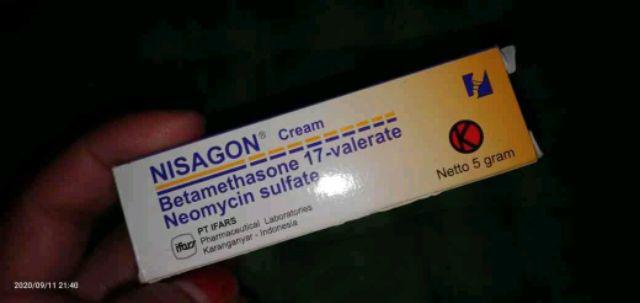 NISAGON® Cream
Betamethasone 17-valerate
Neomycin sulfate
ifars
PT IFARS
Pharmaceutical Laboratories
Karanganyar - Indonesia
K
Netto 5 gram
2020/09/11 21:40